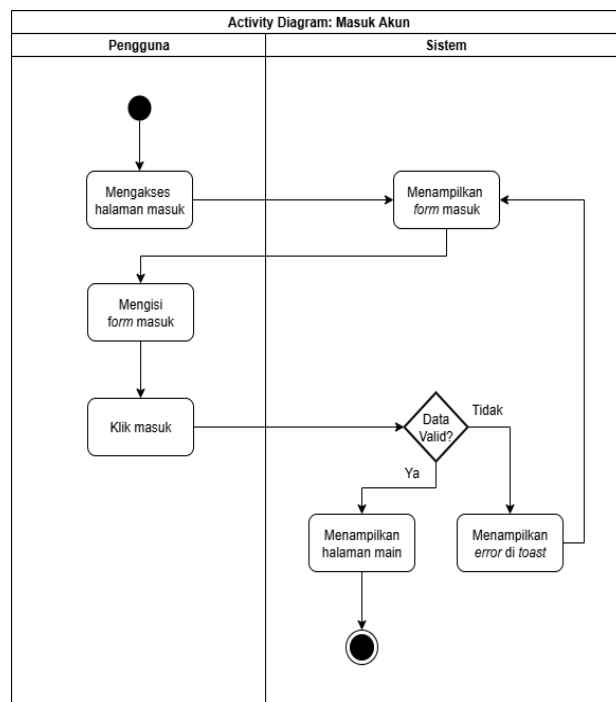 Activity Diagram: Masuk Akun
Pengguna
Sistem
Mengakses
halaman masuk
Menampilkan
form masuk
Mengisi
form masuk
Klik masuk
Data
Valid?
Tidak
Ya
Menampilkan
halaman main
Menampilkan
error di toast